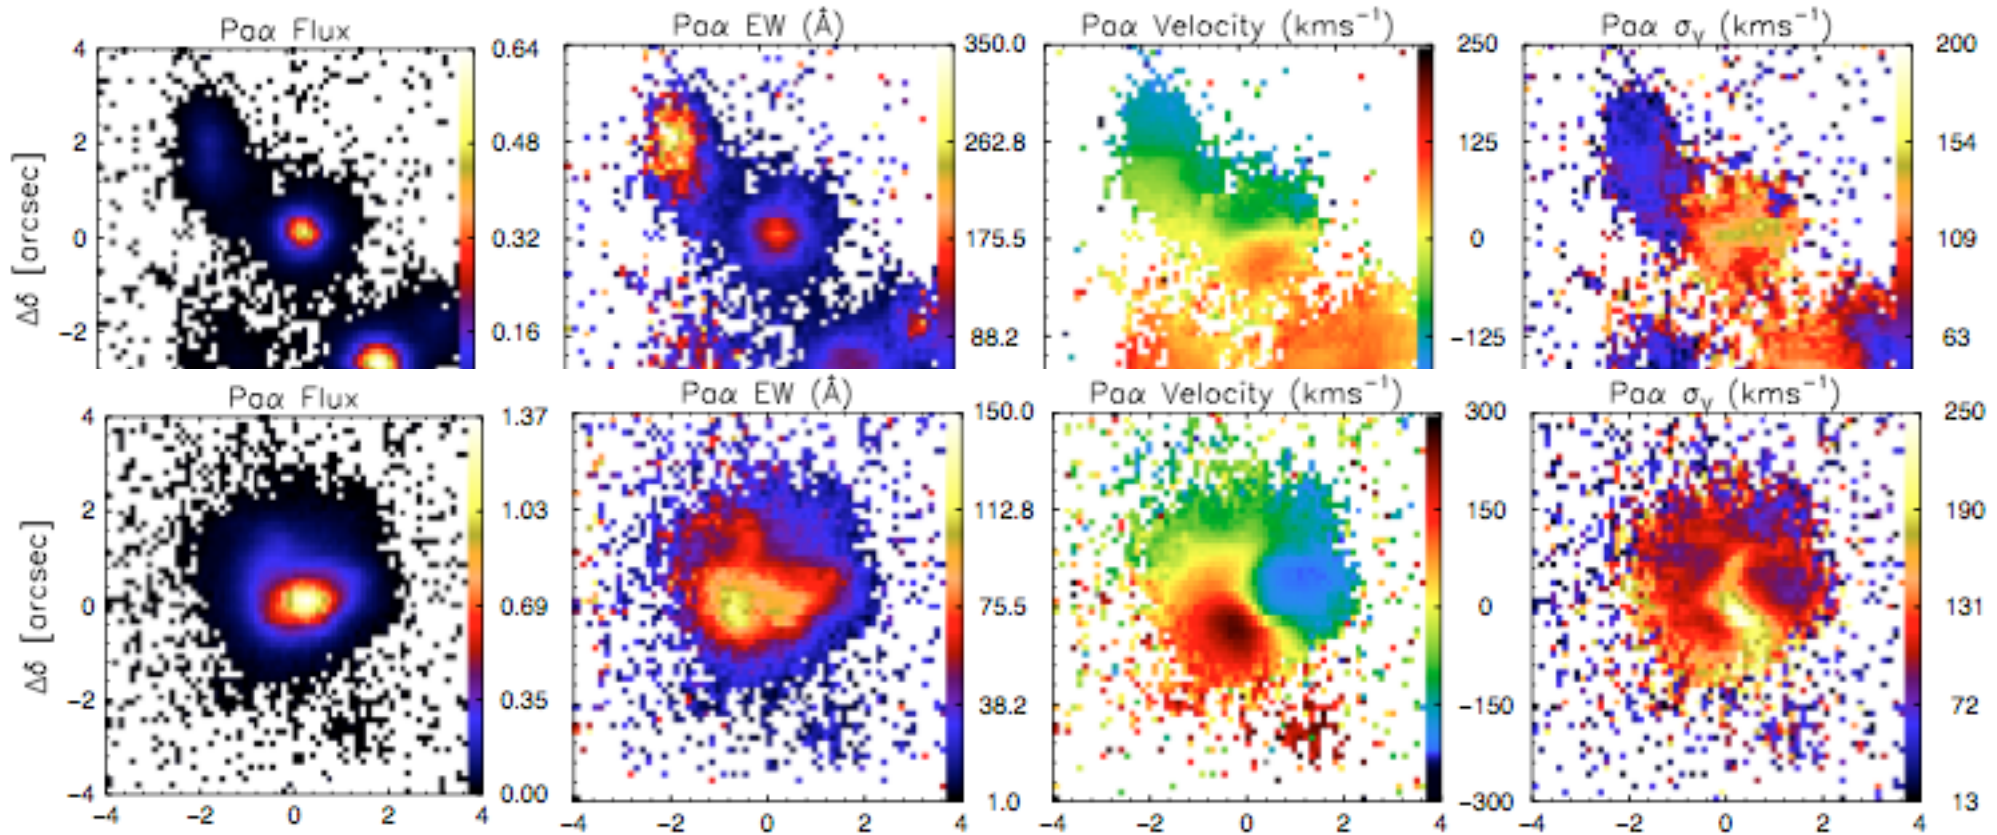 Paα Flux Paα EW (Å) Paα Velocity (kms⁻¹) Paα σᵥ (kms⁻¹)
4 0.64 350.0 250 200
2 0.48 262.8 125 154
0 0.32 175.5 0 109
−2 0.16 88.2 −125 63
Δδ [arcsec]
Paα Flux Paα EW (Å) Paα Velocity (kms⁻¹) Paα σᵥ (kms⁻¹)
4 1.37 150.0 300 250
2 1.03 112.8 150 190
0 0.69 75.5 0 131
−2 0.35 38.2 −150 72
−4 0.00 1.0 −300 13
Δδ [arcsec]
−4 −2 0 2 4 −4 −2 0 2 4 −4 −2 0 2 4 −4 −2 0 2 4